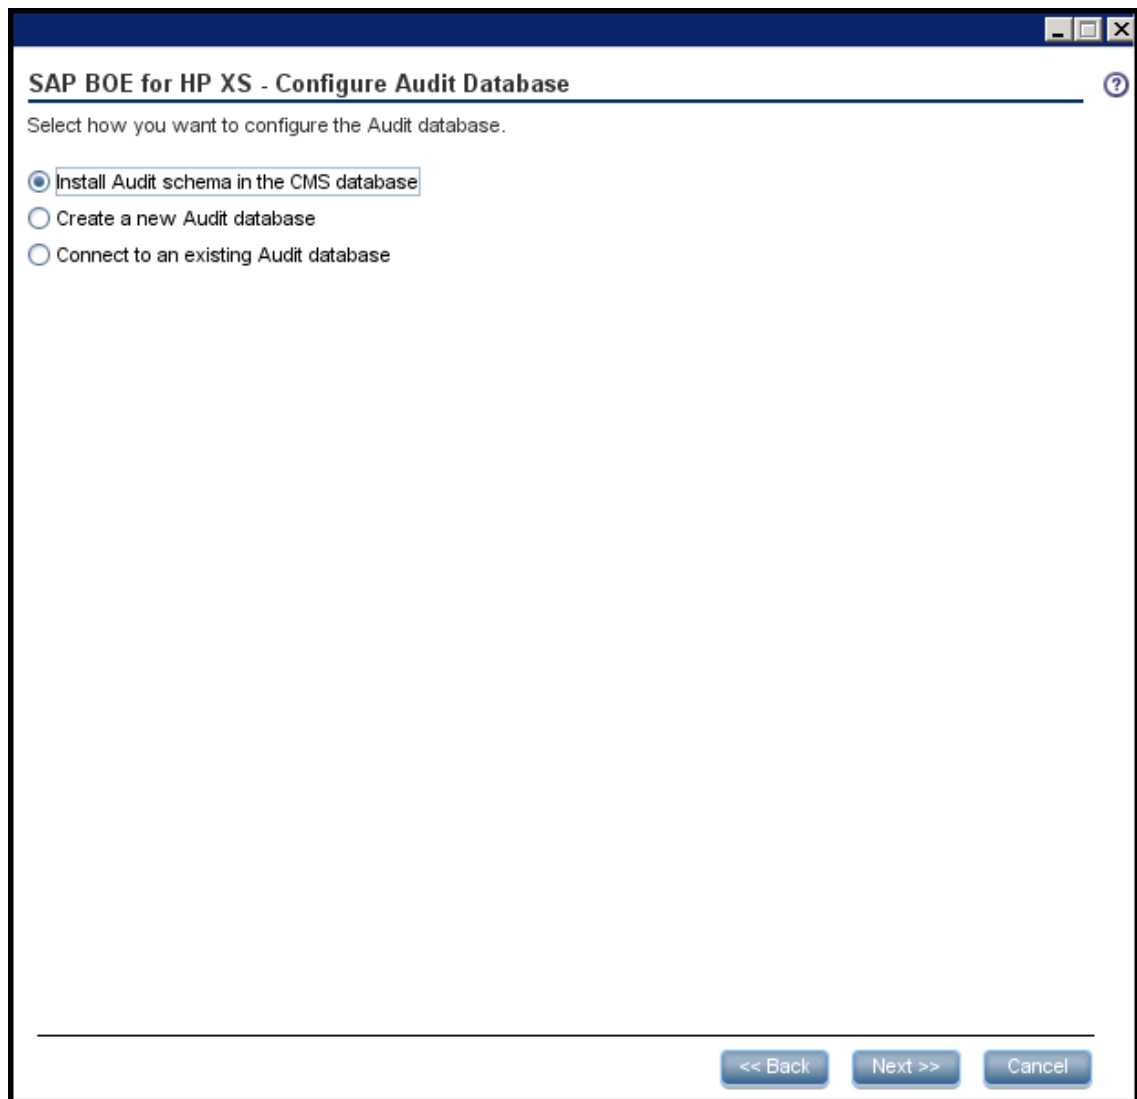 SAP BOE for HP XS - Configure Audit Database
Select how you want to configure the Audit database.
Install Audit schema in the CMS database
Create a new Audit database
Connect to an existing Audit database
<< Back Next >> Cancel